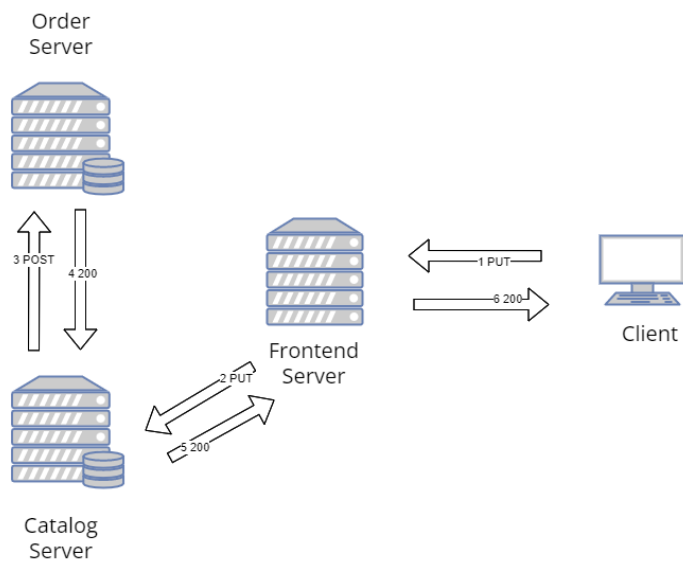 Order
Server
3 POST
4 200
1 PUT
6 200
Client
Frontend
Server
2 PUT
5 200
Catalog
Server